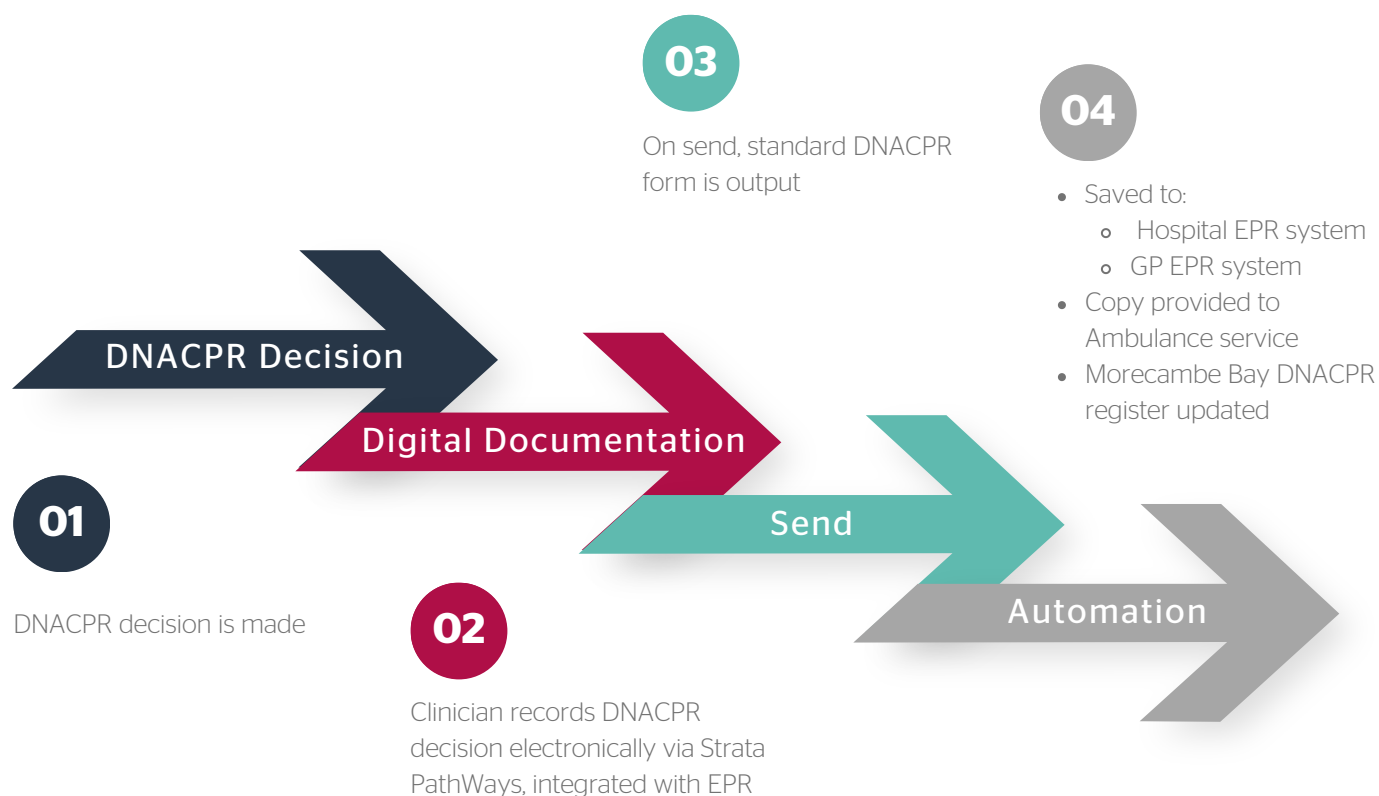 03
On send, standard DNACPR
form is output
04
• Saved to:
o Hospital EPR system
o GP EPR system
• Copy provided to
Ambulance service
• Morecambe Bay DNACPR
register updated
DNACPR Decision
Digital Documentation
Send
Automation
01
DNACPR decision is made
02
Clinician records DNACPR
decision electronically via Strata
PathWays, integrated with EPR